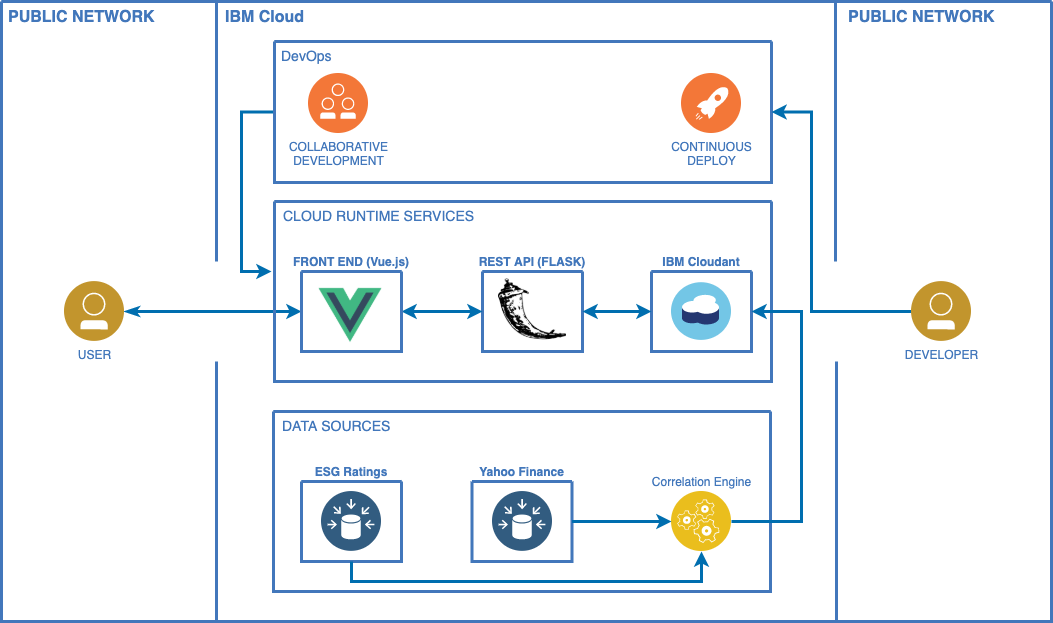 PUBLIC NETWORK
IBM Cloud
PUBLIC NETWORK
DevOps
COLLABORATIVE
DEVELOPMENT
CONTINUOUS
DEPLOY
CLOUD RUNTIME SERVICES
FRONT END (Vue.js)
REST API (FLASK)
IBM Cloudant
USER
DEVELOPER
DATA SOURCES
ESG Ratings
Yahoo Finance
Correlation Engine